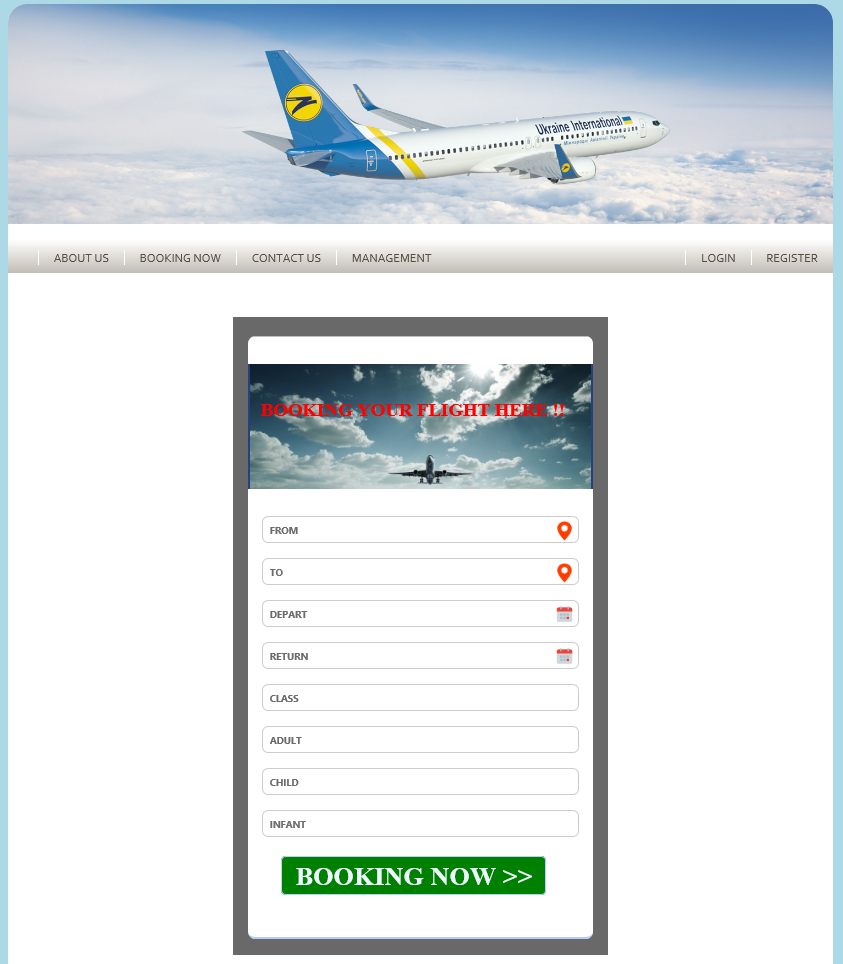 Ukraine International
ABOUT US
BOOKING NOW
CONTACT US
MANAGEMENT
LOGIN
REGISTER
BOOKING YOUR FLIGHT HERE !!
FROM
TO
DEPART
RETURN
CLASS
ADULT
CHILD
INFANT
BOOKING NOW >>